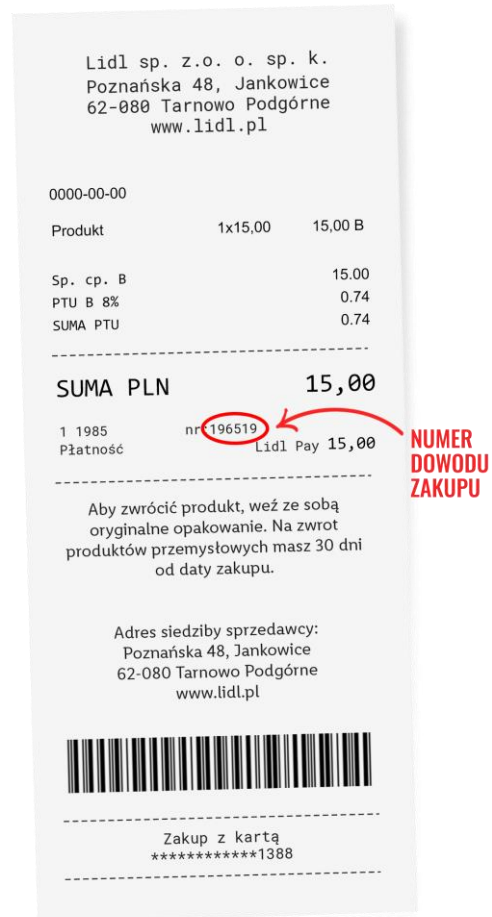 Lidl sp. z.o. o. sp. k.
Poznańska 48, Jankowice
62-080 Tarnowo Podgórne
www.lidl.pl
0000-00-00
Produkt 1x15,00 15,00 B
Sp. cp. B 15.00
PTU B 8% 0.74
SUMA PTU 0.74
SUMA PLN 15,00
1 1985 nr:196519
Płatność Lidl Pay 15,00
NUMER
DOWODU
ZAKUPU
Aby zwrócić produkt, weź ze sobą
oryginalne opakowanie. Na zwrot
produktów przemysłowych masz 30 dni
od daty zakupu.
Adres siedziby sprzedawcy:
Poznańska 48, Jankowice
62-080 Tarnowo Podgórne
www.lidl.pl
Zakup z kartą
************1388